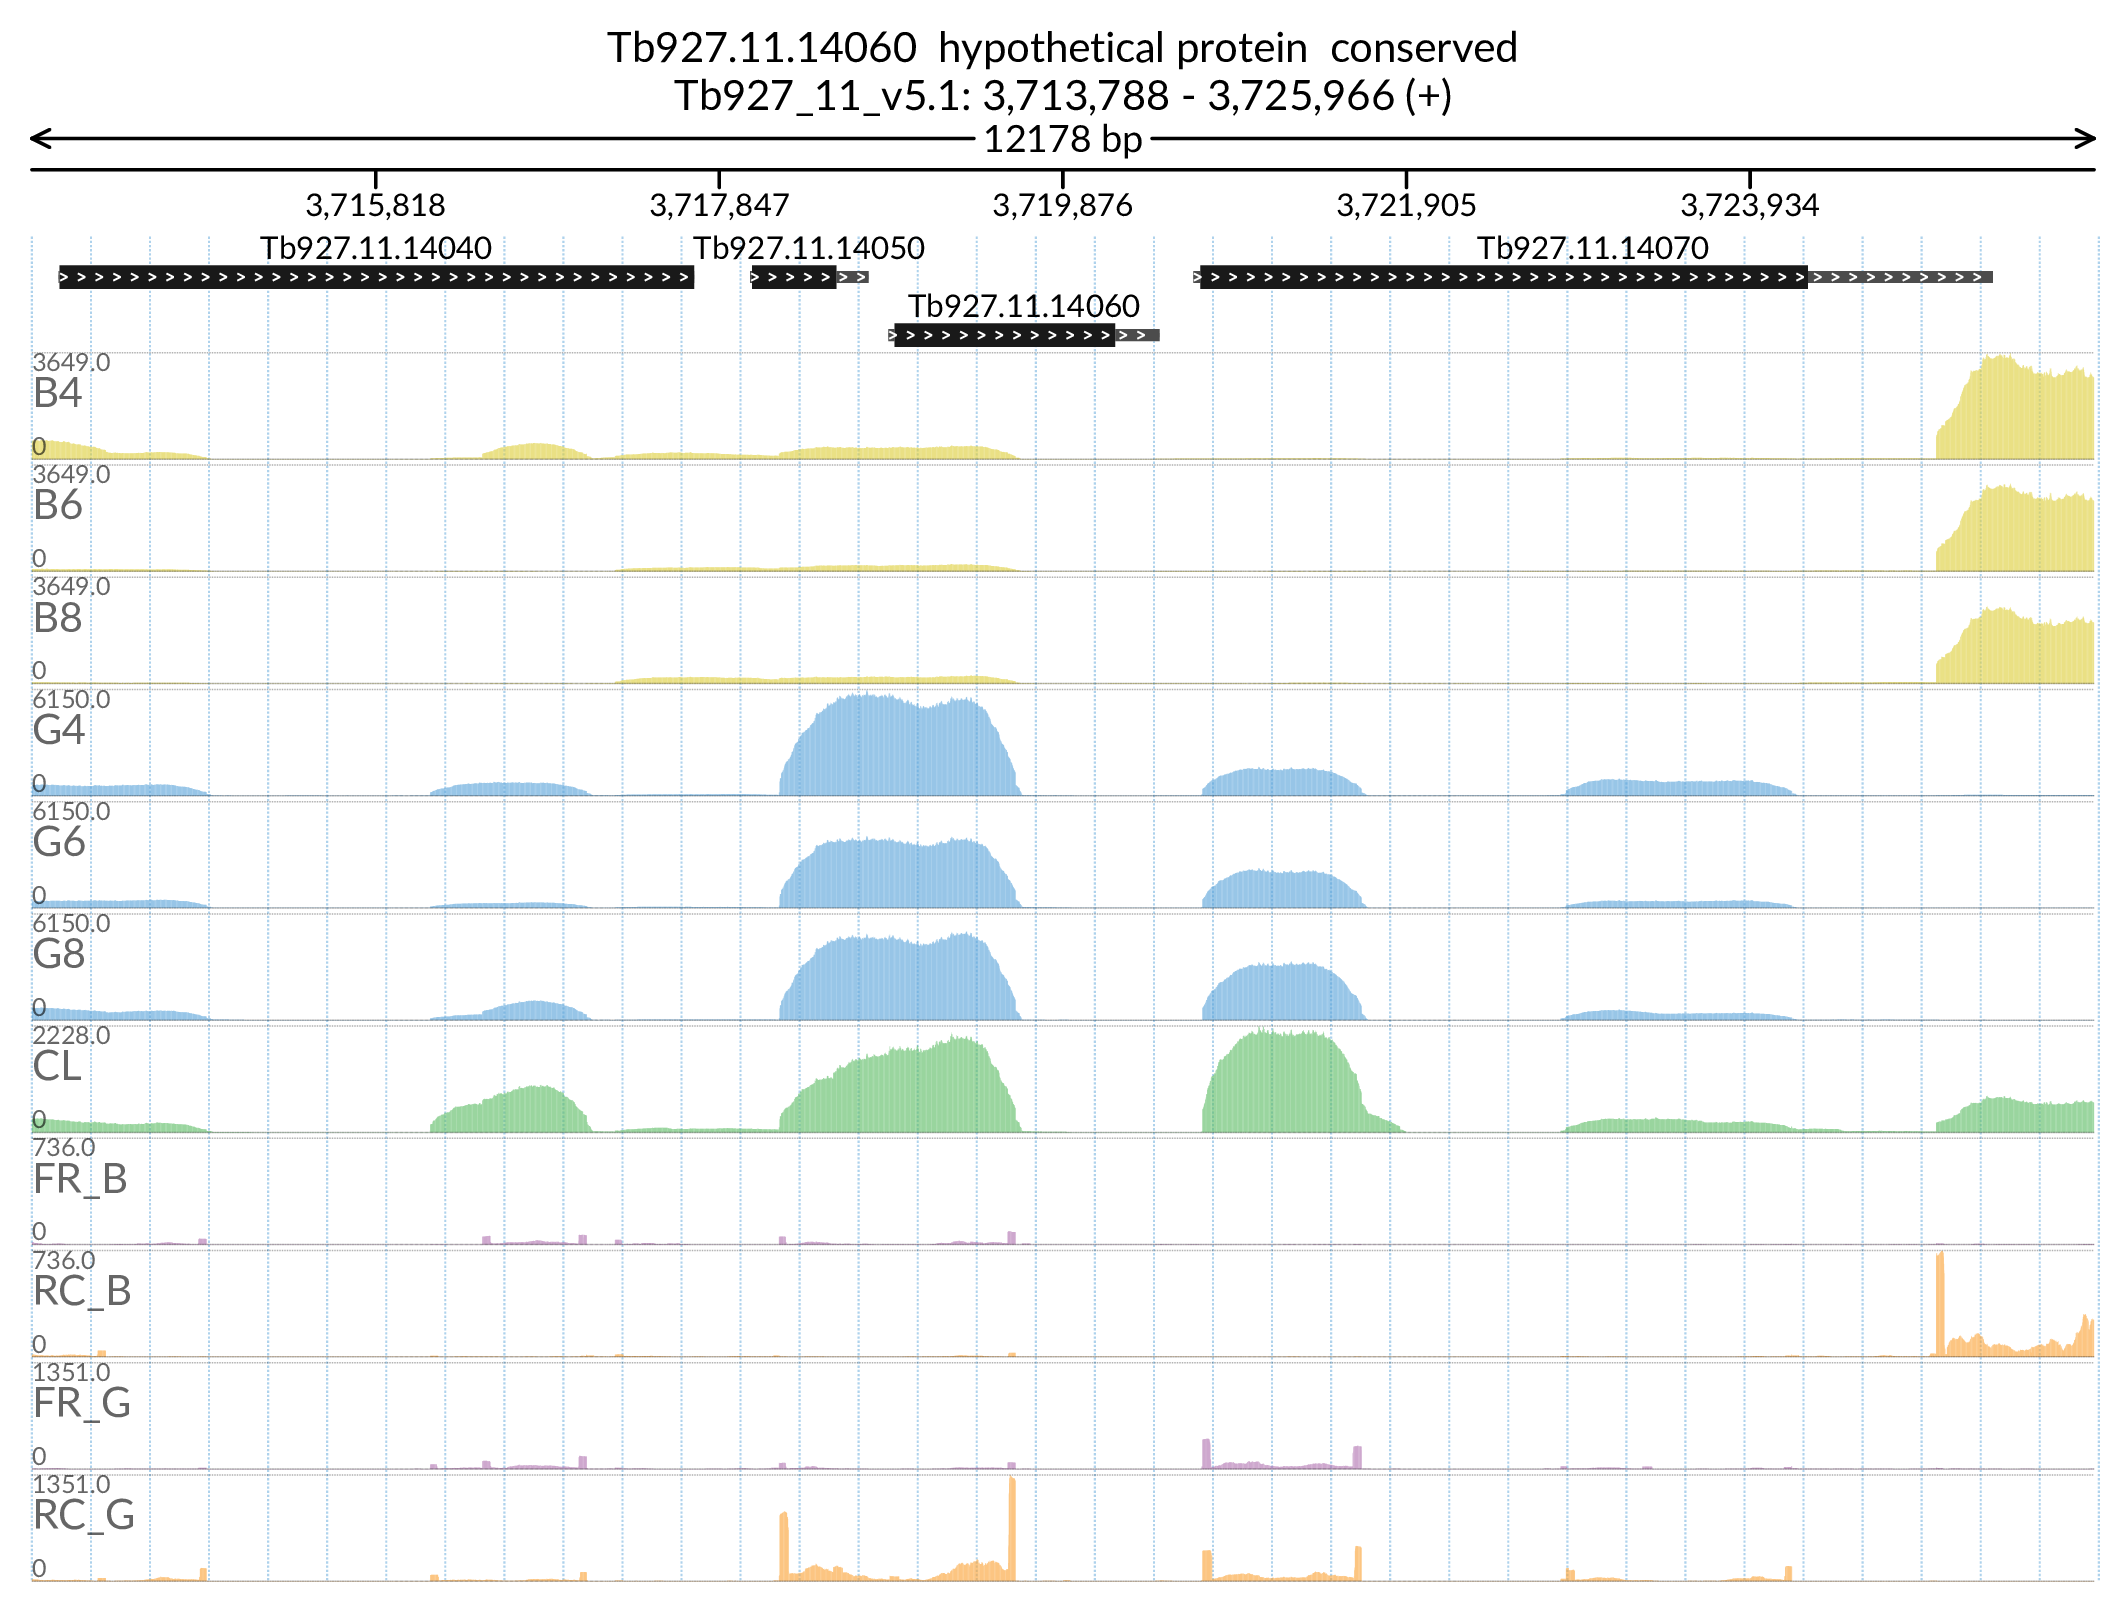 Tb927.11.14060  hypothetical protein  conserved
Tb927_11_v5.1: 3,713,788 - 3,725,966 (+)
12178 bp
3,715,818 3,717,847 3,719,876 3,721,905 3,723,934
Tb927.11.14040 Tb927.11.14050 Tb927.11.14070
Tb927.11.14060
3649.0
B4
0
3649.0
B6
0
3649.0
B8
0
6150.0
G4
0
6150.0
G6
0
6150.0
G8
0
2228.0
CL
0
736.0
FR_B
0
736.0
RC_B
0
1351.0
FR_G
0
1351.0
RC_G
0